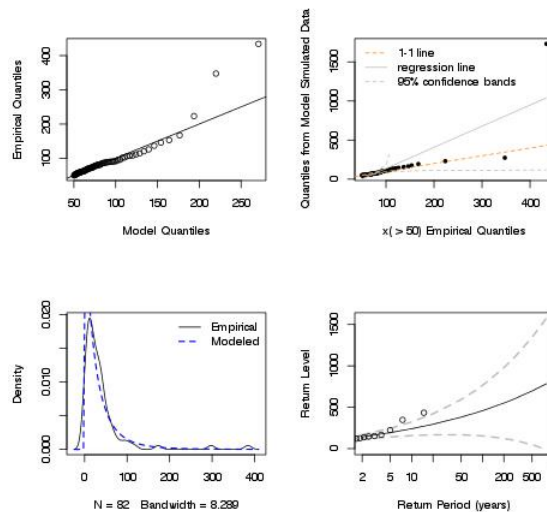 Empirical Quantiles
400
300
200
100
50
100
150
200
250
Model Quantiles
Quantiles from Model Simulated Data
1500
1000
500
0
1-1 line
regression line
95% confidence bands
100
200
300
400
x( > 50) Empirical Quantiles
Density
0.020
0.010
0.000
Empirical
Modeled
0
100
200
300
400
N = 82 Bandwidth = 8.289
Return Level
1500
1000
500
0
2
5
10
20
50
200
500
Return Period (years)